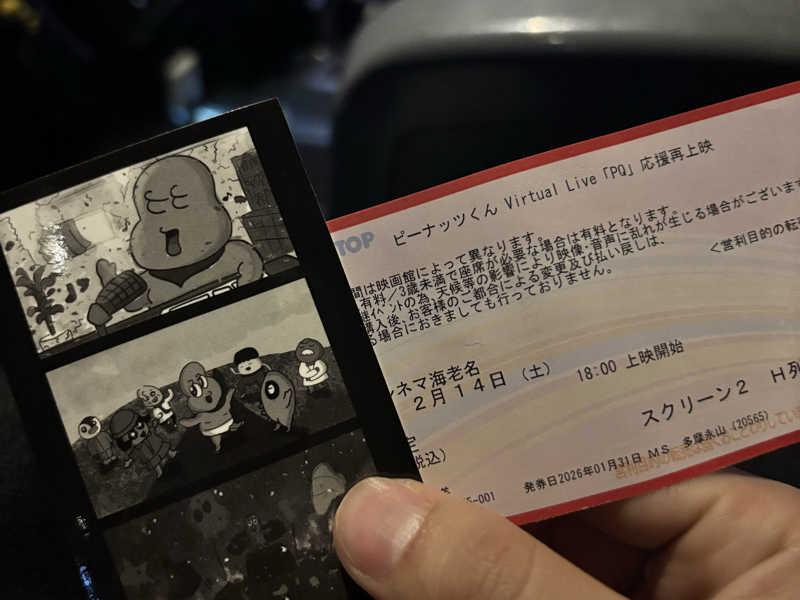 TOP
ピーナッツくん Virtual Live「PQ」応援再上映
間は映画館によって異なります。
有料／3歳未満で座席が必要な場合は有料となります。
イベントの為、天候等の影響により映像・音声に乱れが生じる場合がございます
購入後、お客様のご都合による変更及び払い戻しは、
る場合におきましても行っておりません。
＜営利目的の転売
ネマ海老名
2月14日（土） 18:00 上映開始
スクリーン2 H列
定
税込）
5-001 発券日2026年01月31日 MS 多摩永山（20565）